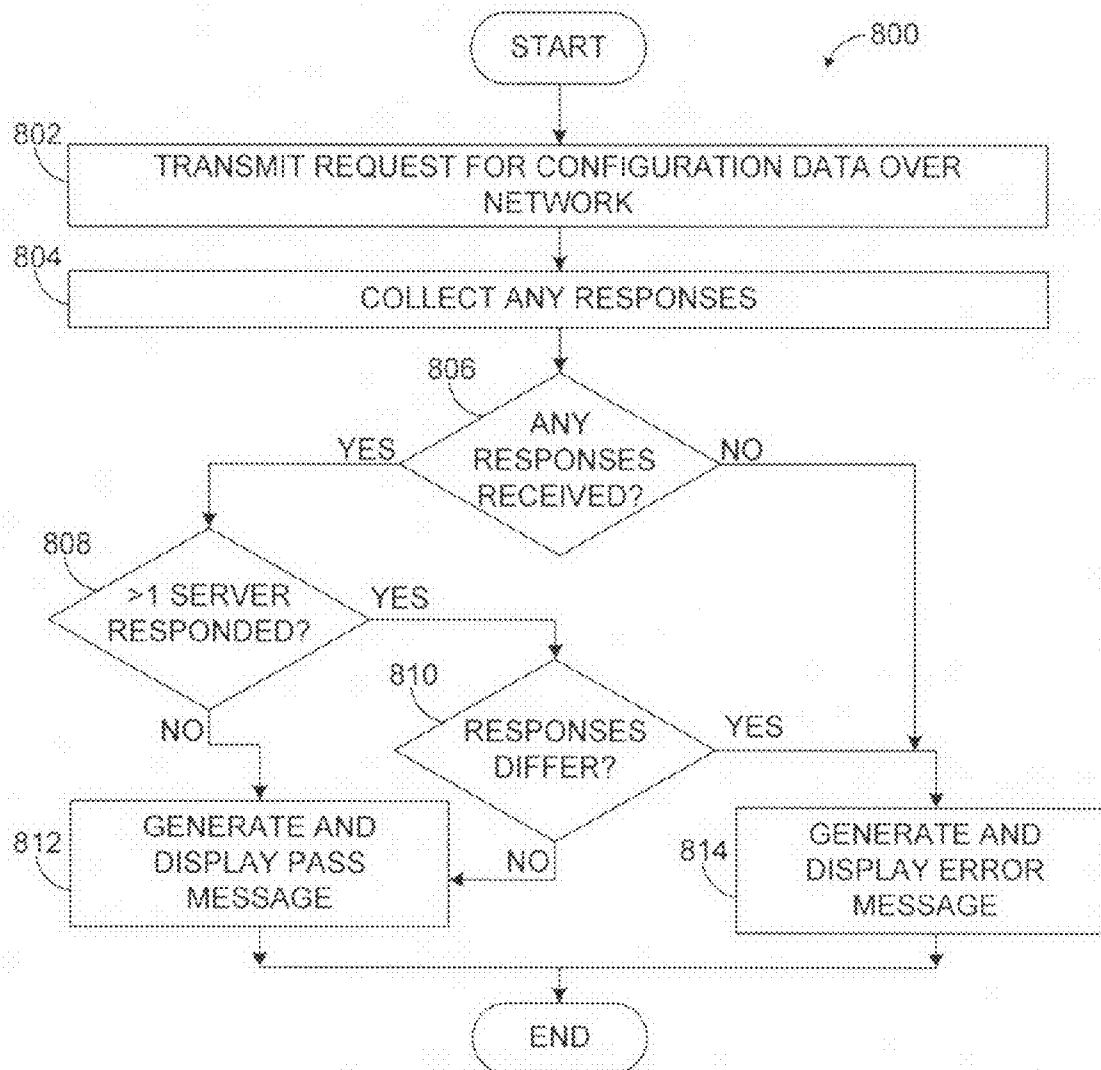 START
800
802
TRANSMIT REQUEST FOR CONFIGURATION DATA OVER
NETWORK
804
COLLECT ANY RESPONSES
806
ANY
RESPONSES
RECEIVED?
YES
NO
808
>1 SERVER
RESPONDED?
YES
NO
810
RESPONSES
DIFFER?
YES
NO
812
GENERATE AND
DISPLAY PASS
MESSAGE
814
GENERATE AND
DISPLAY ERROR
MESSAGE
END